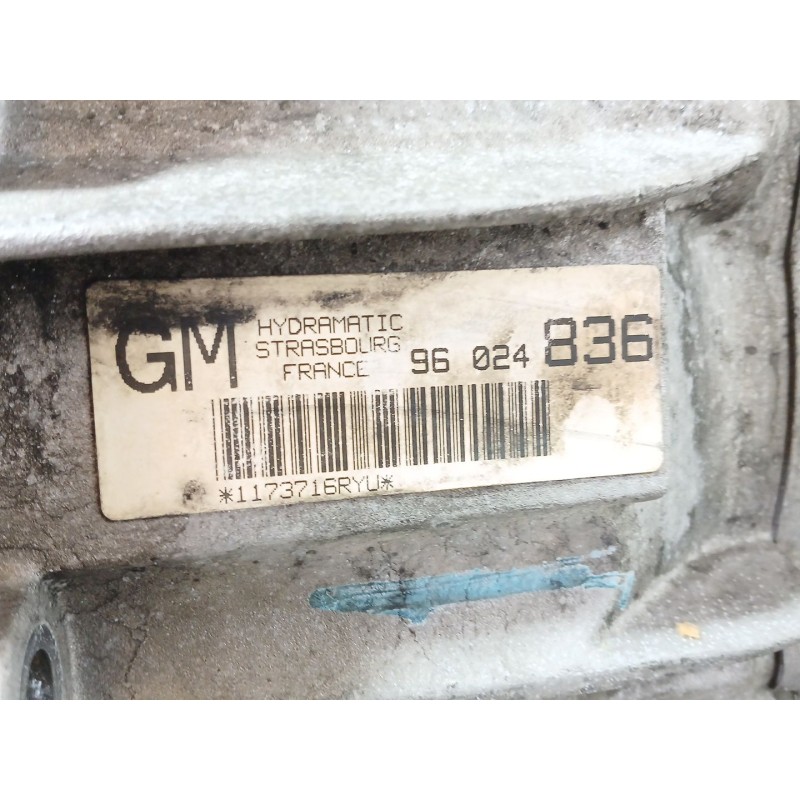 GM
HYDRAMATIC
STRASBOURG
FRANCE
96 024 836
*1173716RYU*